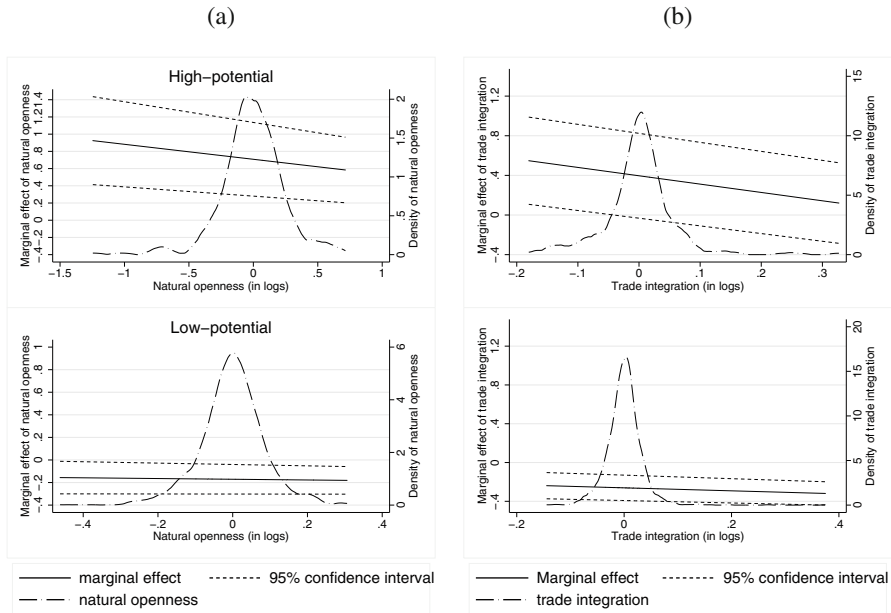 (a)
(b)
High−potential
Marginal effect of natural openness
−.4−.2 0 .2 .4 .6 .8 1 1.21.4
Density of natural openness
0 .5 1 1.5 2
−1.5 −1 −.5 0 .5 1
Natural openness (in logs)
Marginal effect of trade integration
−.4 0 .4 .8 1.2
Density of trade integration
0 5 10 15
−.2 −.1 0 .1 .2 .3
Trade integration (in logs)
Low−potential
Marginal effect of natural openness
−.4 −.2 0 .2 .4 .6 .8 1
Density of natural openness
0 2 4 6
−.4 −.2 0 .2 .4
Natural openness (in logs)
Marginal effect of trade integration
−.4 0 .4 .8 1.2
Density of trade integration
0 5 10 15 20
−.2 0 .2 .4
Trade integration (in logs)
marginal effect
95% confidence interval
natural openness
Marginal effect
95% confidence interval
trade integration